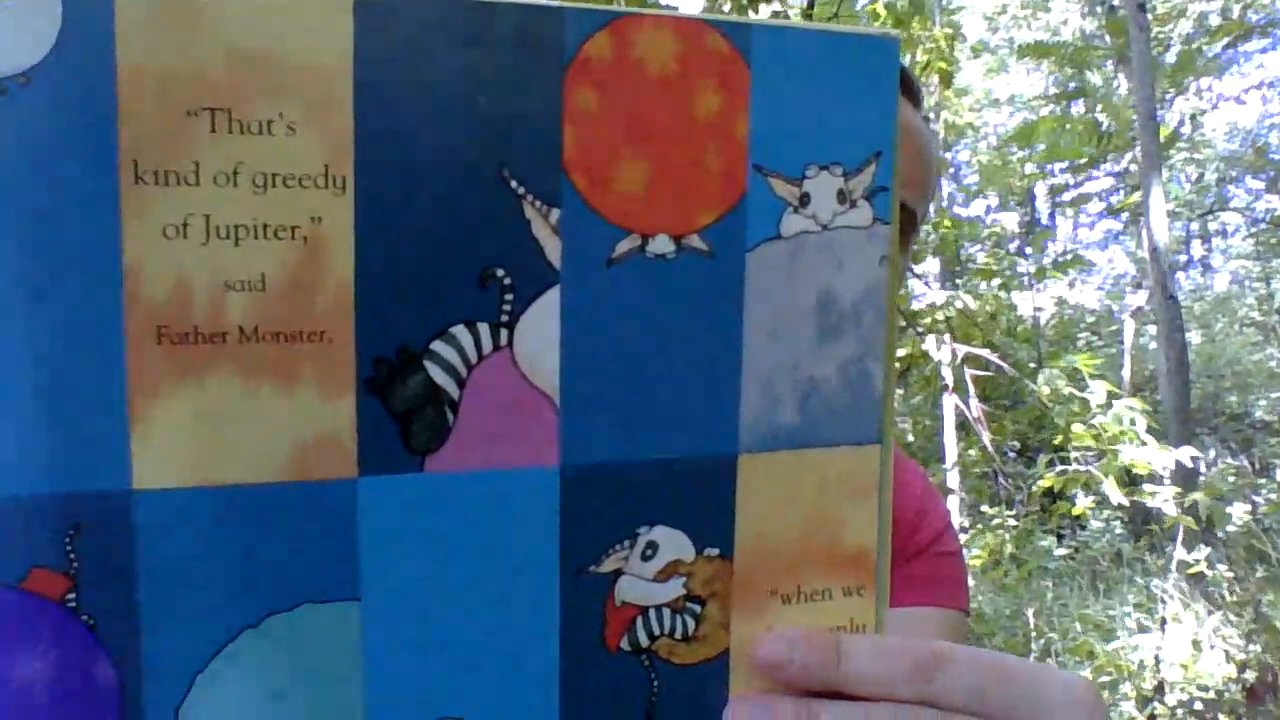 "That's
kind of greedy
of Jupiter,"
said
Father Monster,
"when we